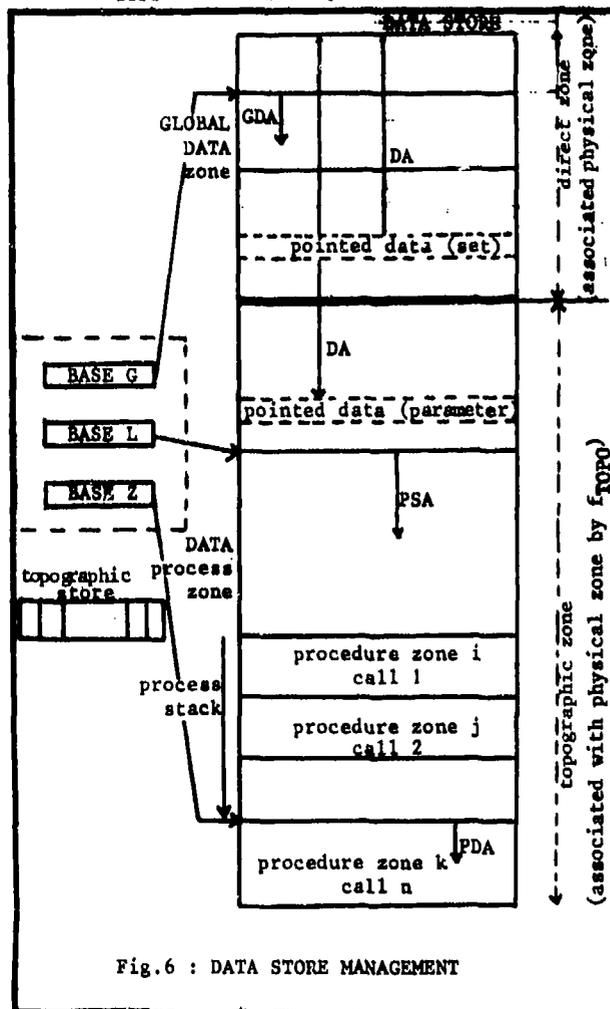 DATA STORE
GLOBAL
DATA
zone
GDA
DA
pointed data (set)
direct zone
(associated physical zone)
DA
BASE G
pointed data (parameter)
BASE L
BASE Z
PSA
DATA
process
zone
topographic
store
process
stack
procedure zone i
call 1
procedure zone j
call 2
topographic zone
(associated with physical zone by fTOPO)
PDA
procedure zone k
call n
Fig.6 : DATA STORE MANAGEMENT